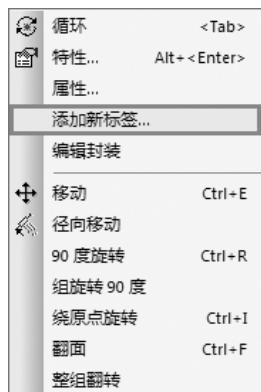 循环 <Tab>
特性... Alt+<Enter>
属性...
添加新标签...
编辑封装
移动 Ctrl+E
径向移动
90 度旋转 Ctrl+R
组旋转 90 度
绕原点旋转 Ctrl+I
翻面 Ctrl+F
整组翻转